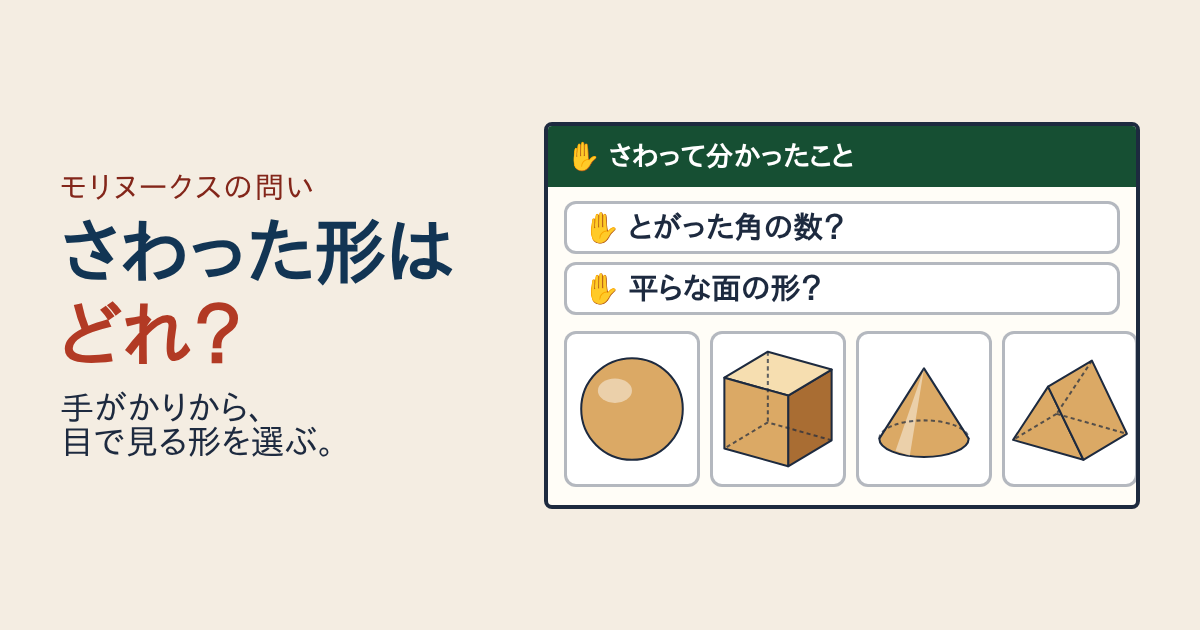 モリヌークスの問い
さわった形は
どれ？
手がかりから、
目で見る形を選ぶ。
✋ さわって分かったこと
✋ とがった角の数？
✋ 平らな面の形？